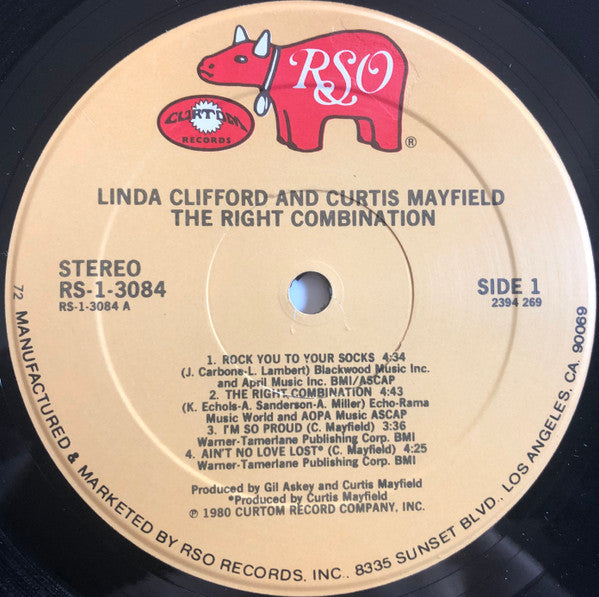 RSO
®
CURTOM
RECORDS
LINDA CLIFFORD AND CURTIS MAYFIELD
THE RIGHT COMBINATION
STEREO
RS-1-3084
RS-1-3084 A
SIDE 1
2394 269
1. ROCK YOU TO YOUR SOCKS 4:34
(J. Carbone-L. Lambert) Blackwood Music Inc.
and April Music Inc. BMI/ASCAP
2. THE RIGHT COMBINATION 4:43
(K. Echols-A. Sanderson-A. Miller) Echo-Rama
Music World and AOPA Music ASCAP
3. I'M SO PROUD (C. Mayfield) 3:36
Warner-Tamerlane Publishing Corp. BMI
4. AIN'T NO LOVE LOST* (C. Mayfield) 4:25
Warner-Tamerlane Publishing Corp. BMI
Produced by Gil Askey and Curtis Mayfield
*Produced by Curtis Mayfield
℗ 1980 CURTOM RECORD COMPANY, INC.
72 MANUFACTURED & MARKETED BY RSO RECORDS, INC., 8335 SUNSET BLVD., LOS ANGELES, CA. 90069